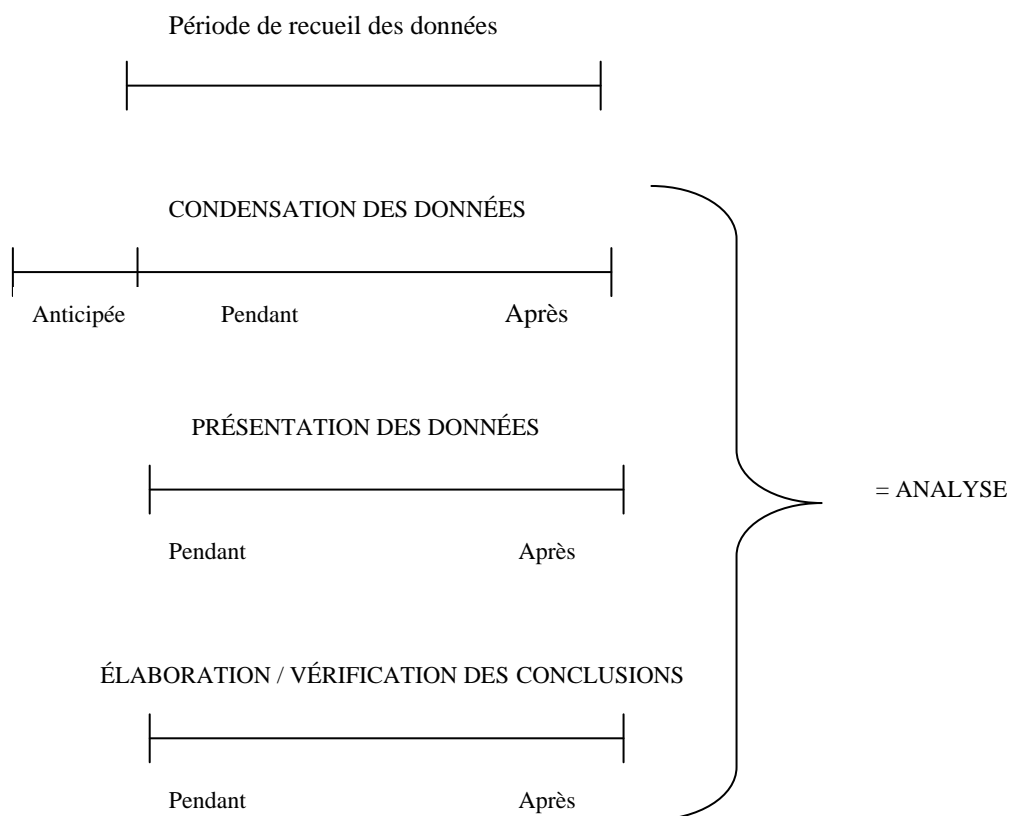 Période de recueil des données
CONDENSATION DES DONNÉES
Anticipée Pendant Après
PRÉSENTATION DES DONNÉES
= ANALYSE
Pendant Après
ÉLABORATION / VÉRIFICATION DES CONCLUSIONS
Pendant Après